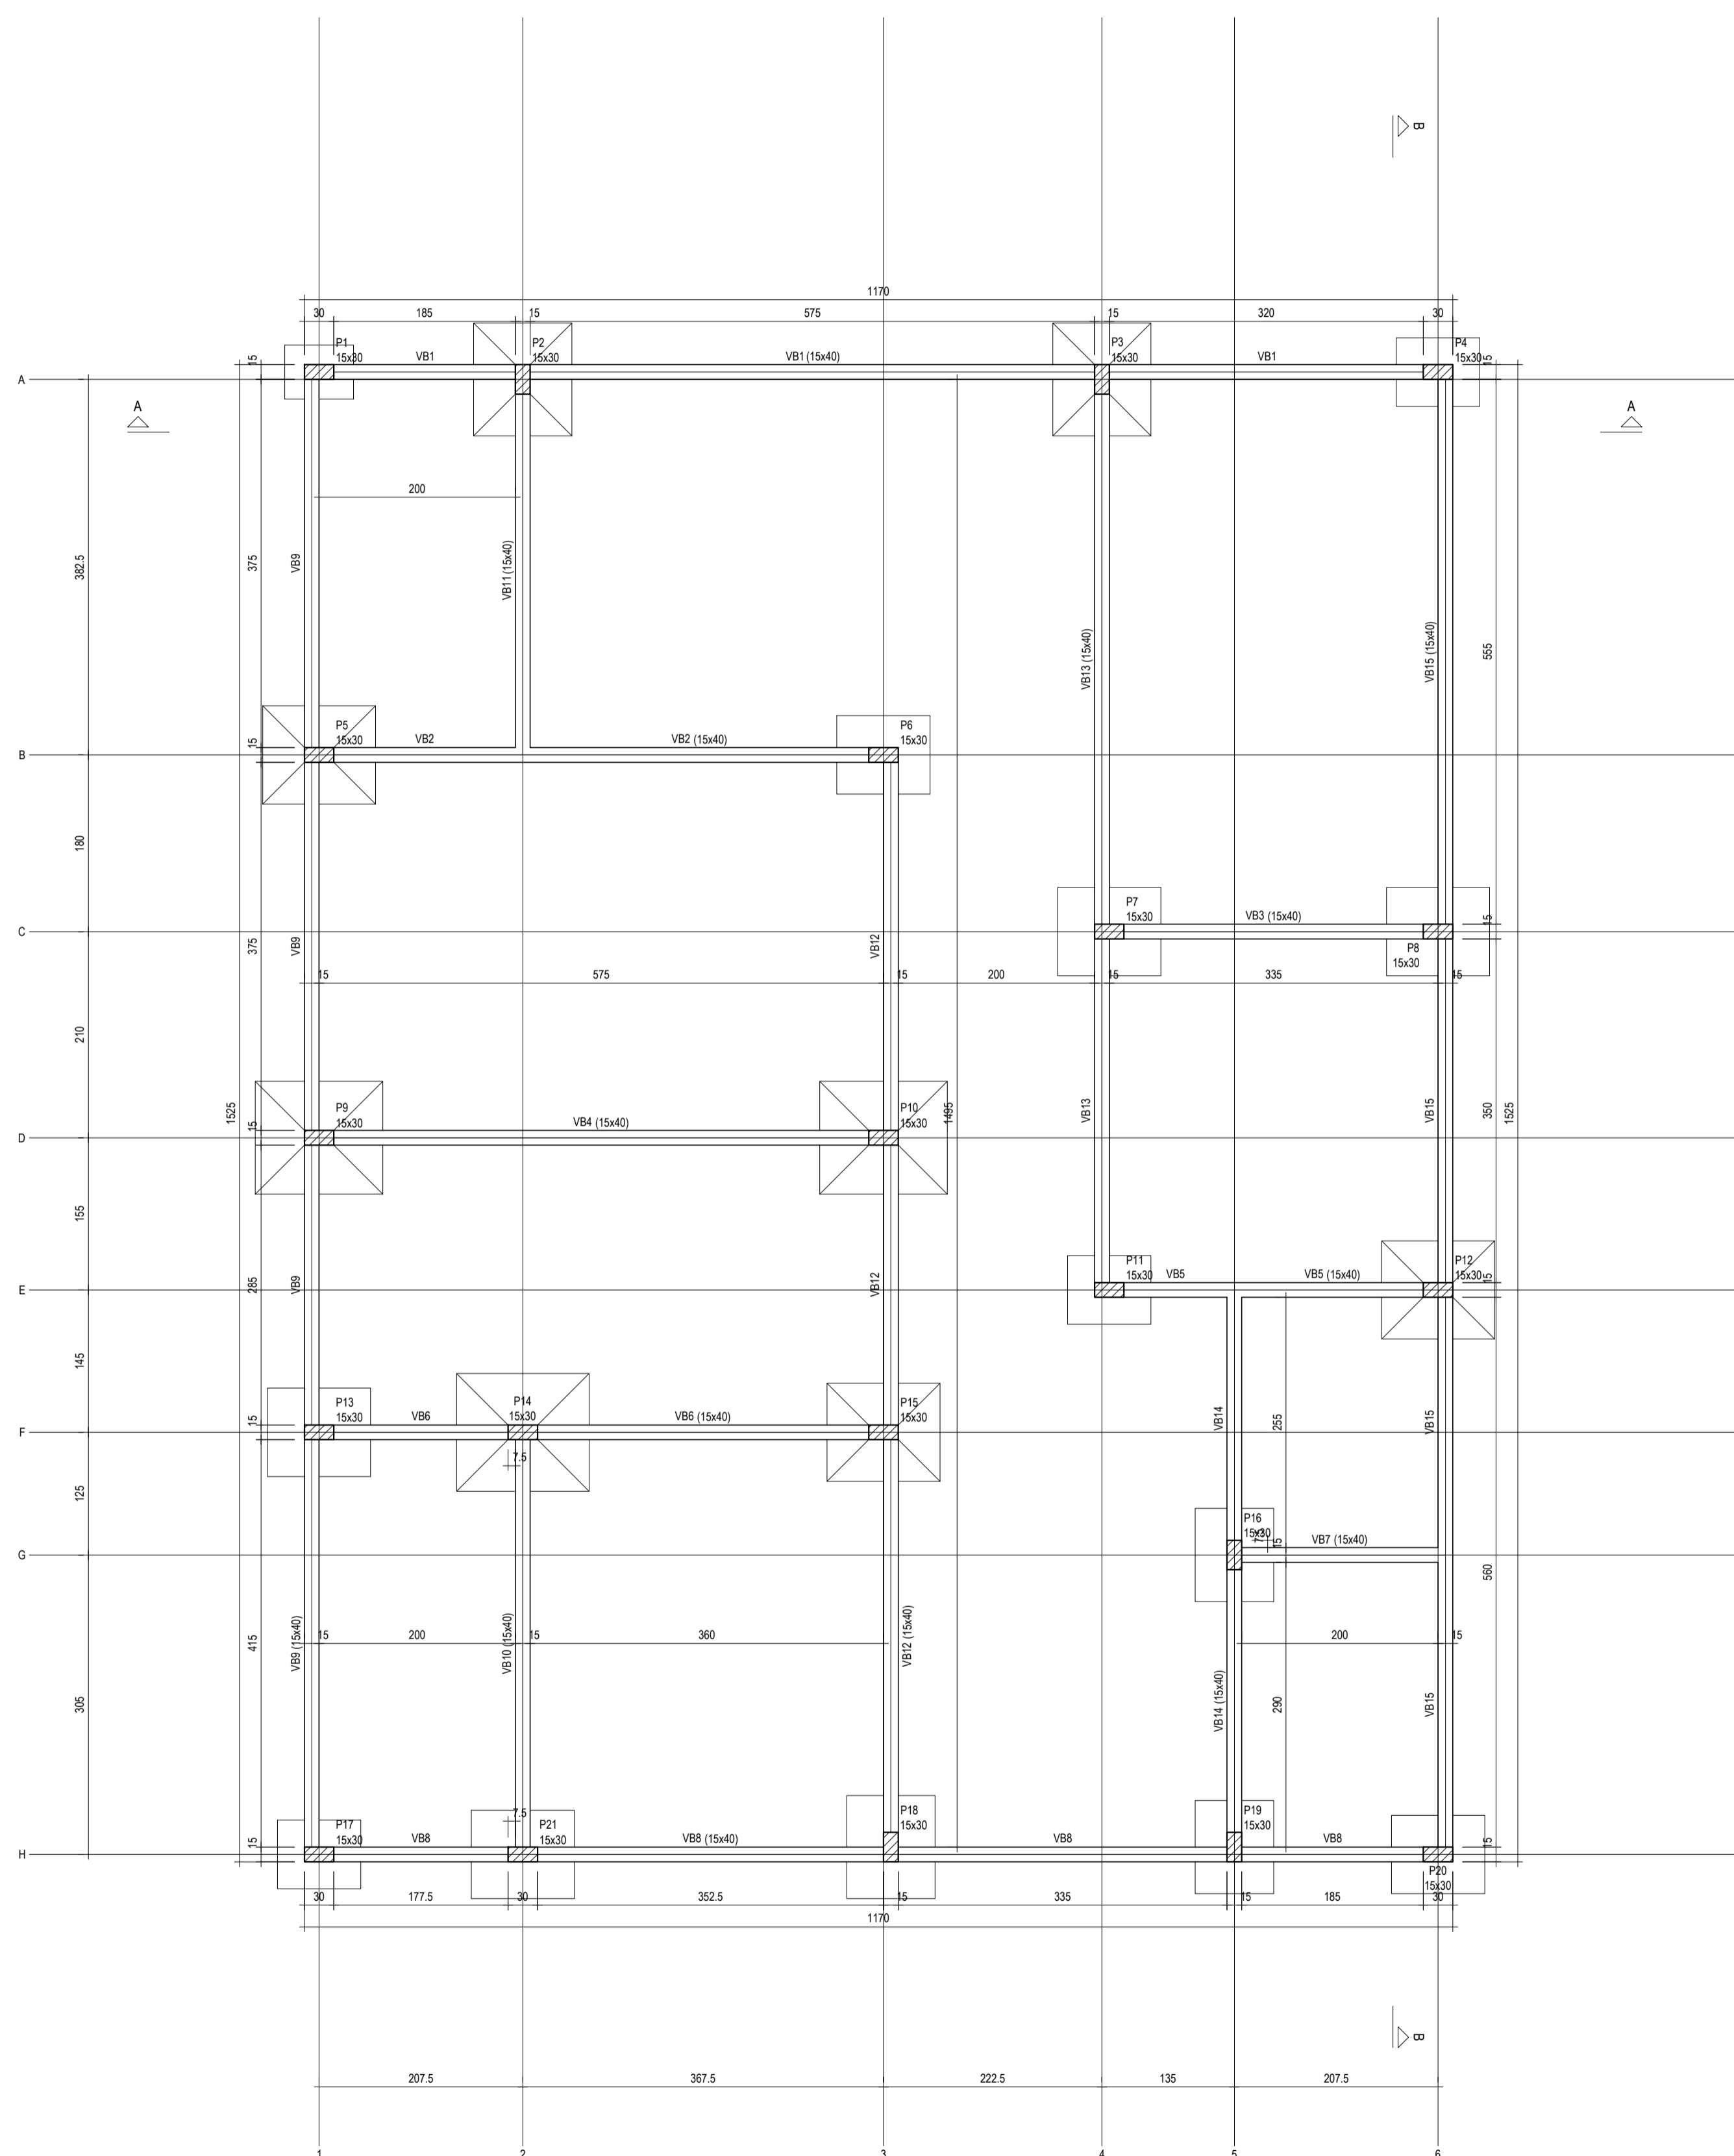 B
1170
30 185 15 575 15 320 30
P1
15x30
VB1
P2
15x30
VB1 (15x40)
P3
15x30
VB1
P4
15x30
15
15
A
A
A
200
382.5
375
VB9
VB11 (15x40)
VB13 (15x40)
VB15 (15x40)
555
P5
15x30
15
VB2
VB2 (15x40)
P6
15x30
B
180
P7
15x30
VB3 (15x40)
15
P8
15x30
C
375
VB9
VB12
15 575 15 200 15 335 15
210
1525
1495
VB13
VB15
350
1525
P9
15x30
15
VB4 (15x40)
P10
15x30
D
155
285
VB9
VB12
P11
15x30
VB5
VB5 (15x40)
P12
15x30
15
E
145
P13
15x30
15
VB6
P14
15x30
VB6 (15x40)
P15
15x30
VB14
255
VB15
F
7.5
125
P16
15x30
7.5
15
VB7 (15x40)
G
560
415
VB9 (15x40)
15 200
VB10 (15x40)
15 360
VB12 (15x40)
200 15
305
VB14 (15x40)
290
VB15
P17
15x30
15
VB8
7.5
P21
15x30
VB8 (15x40)
P18
15x30
VB8
P19
15x30
VB8
15
H
P20
15x30
30 177.5 30 352.5 15 335 15 185 30
1170
B
207.5 367.5 222.5 135 207.5
1 2 3 4 5 6